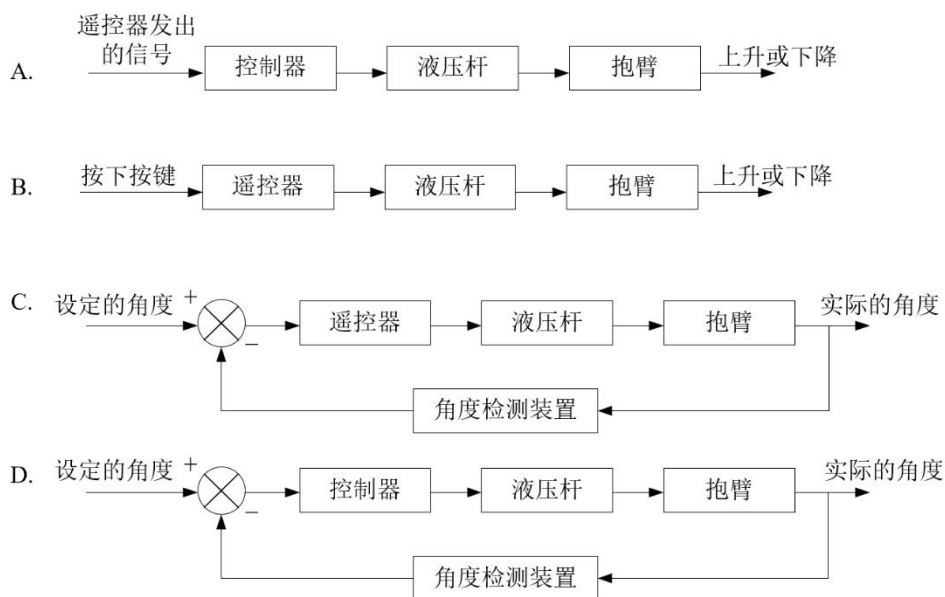 遥控器发出
的信号
A. 控制器 液压杆 抱臂 上升或下降
B. 按下按键 遥控器 液压杆 抱臂 上升或下降
C. 设定的角度 + − 遥控器 液压杆 抱臂 实际的角度
角度检测装置
D. 设定的角度 + − 控制器 液压杆 抱臂 实际的角度
角度检测装置